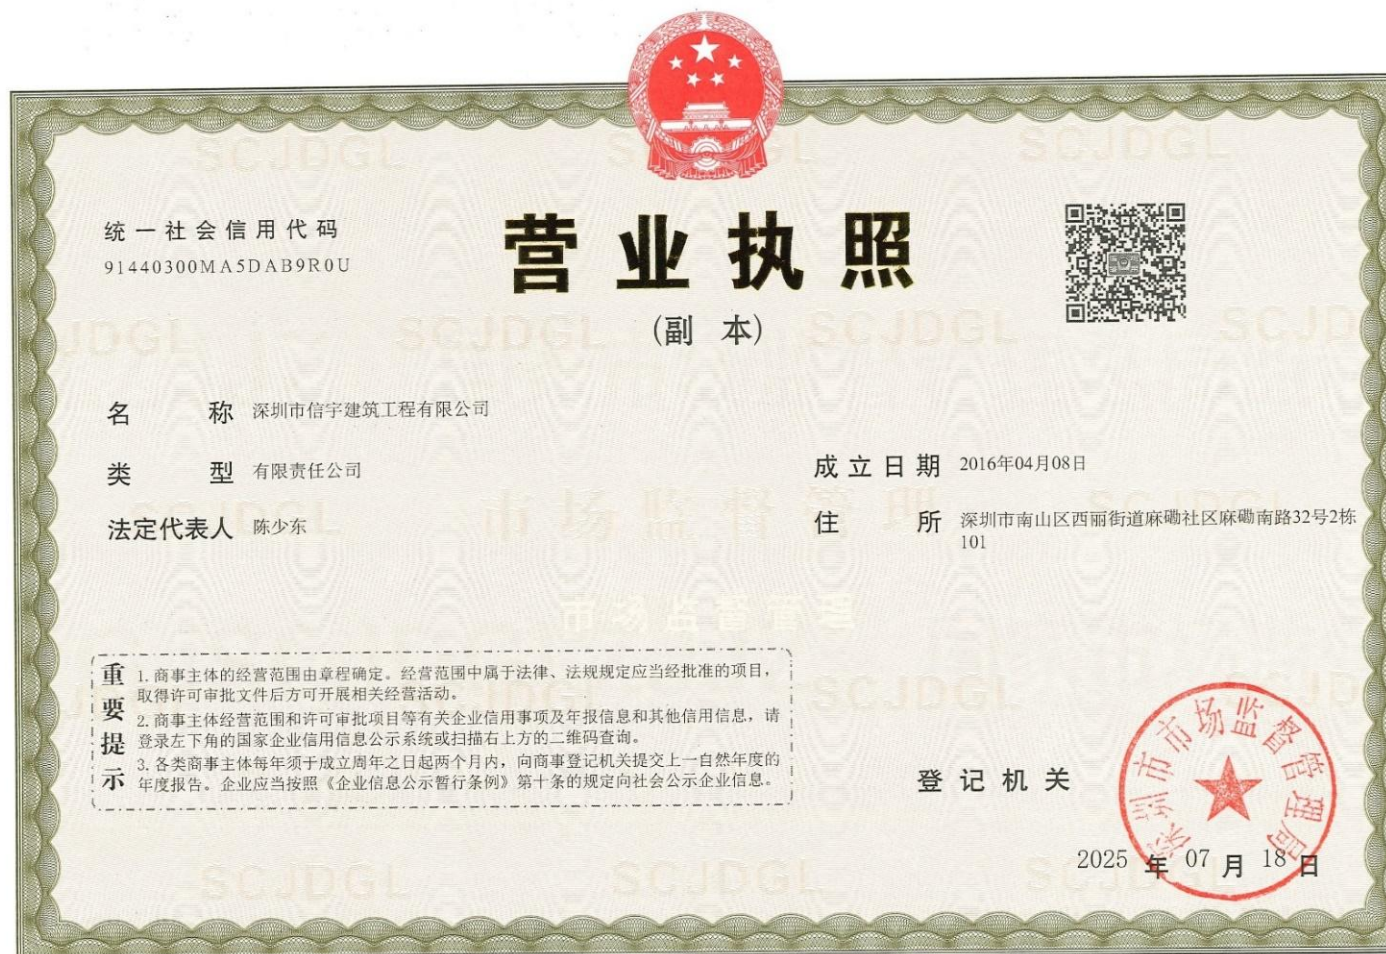 统一社会信用代码
91440300MA5DAB9R0U
营业执照
(副 本)
名 称 深圳市信宇建筑工程有限公司
类 型 有限责任公司
法定代表人 陈少东
成立日期 2016年04月08日
住 所 深圳市南山区西丽街道麻磡社区麻磡南路32号2栋
101
重要提示
1. 商事主体的经营范围由章程确定。经营范围中属于法律、法规规定应当经批准的项目，
取得许可审批文件后方可开展相关经营活动。
2. 商事主体经营范围和许可审批项目等有关企业信用事项及年报信息和其他信用信息，请
登录左下角的国家企业信用信息公示系统或扫描右上方的二维码查询。
3. 各类商事主体每年须于成立周年之日起两个月内，向商事登记机关提交上一自然年度的
年度报告。企业应当按照《企业信息公示暂行条例》第十条的规定向社会公示企业信息。
登记机关
深圳市市场监督管理局
2025 年 07 月 18 日
SCJDGL
市场监督管理
市场监督管理